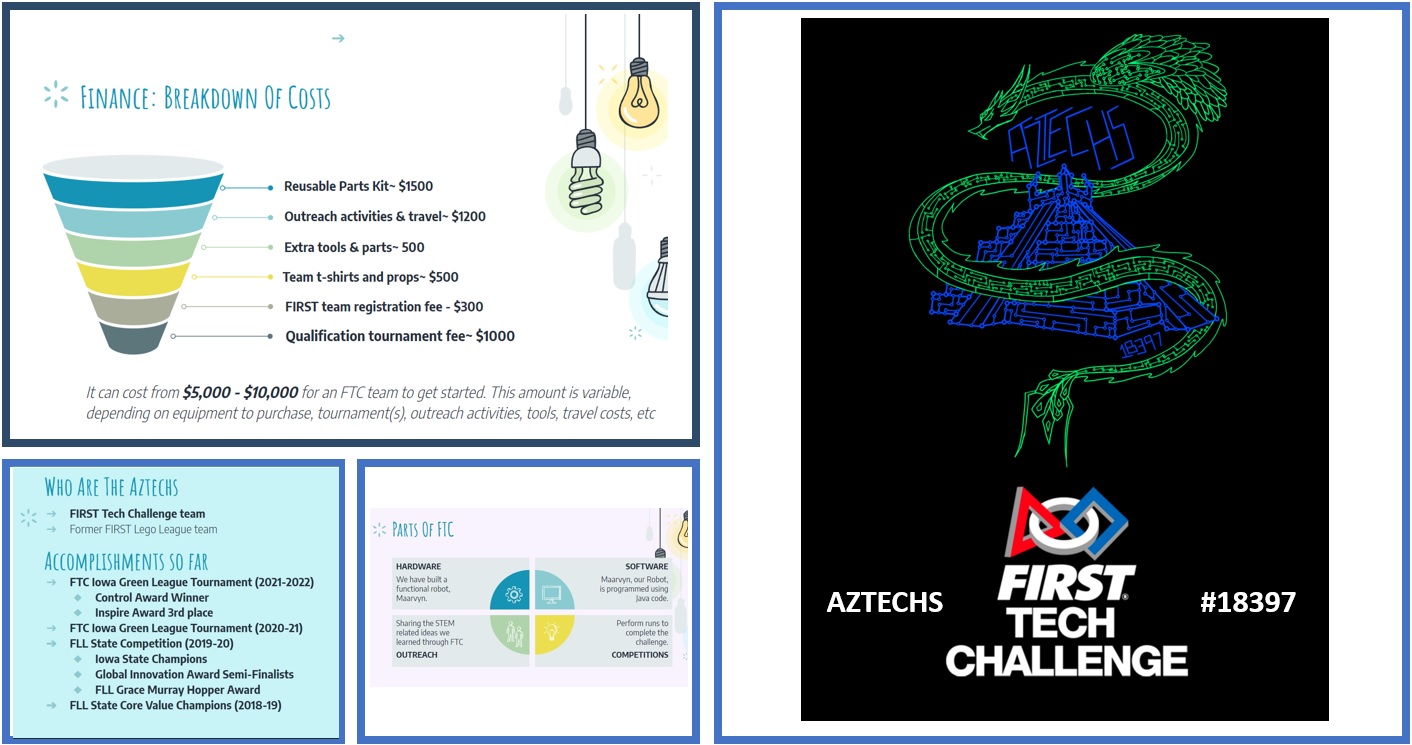 Finance: Breakdown Of Costs
Reusable Parts Kit~ $1500
Outreach activities & travel~ $1200
Extra tools & parts~ 500
Team t-shirts and props~ $500
FIRST team registration fee - $300
Qualification tournament fee~ $1000
It can cost from $5,000 - $10,000 for an FTC team to get started. This amount is variable,
depending on equipment to purchase, tournament(s), outreach activities, tools, travel costs, etc
Who Are The Aztechs
FIRST Tech Challenge team
Former FIRST Lego League team
Accomplishments so far
FTC Iowa Green League Tournament (2021-2022)
Control Award Winner
Inspire Award 3rd place
FTC Iowa Green League Tournament (2020-21)
FLL State Competition (2019-20)
Iowa State Champions
Global Innovation Award Semi-Finalists
FLL Grace Murray Hopper Award
FLL State Core Value Champions (2018-19)
Parts Of FTC
HARDWARE
We have built a
functional robot,
Maarvyn.
SOFTWARE
Maarvyn, our Robot,
is programmed using
Java code.
Sharing the STEM
related ideas we
learned through FTC
OUTREACH
Perform runs to
complete the
challenge.
COMPETITIONS
AZTECHS
18397
FIRST
TECH
CHALLENGE
AZTECHS
#18397